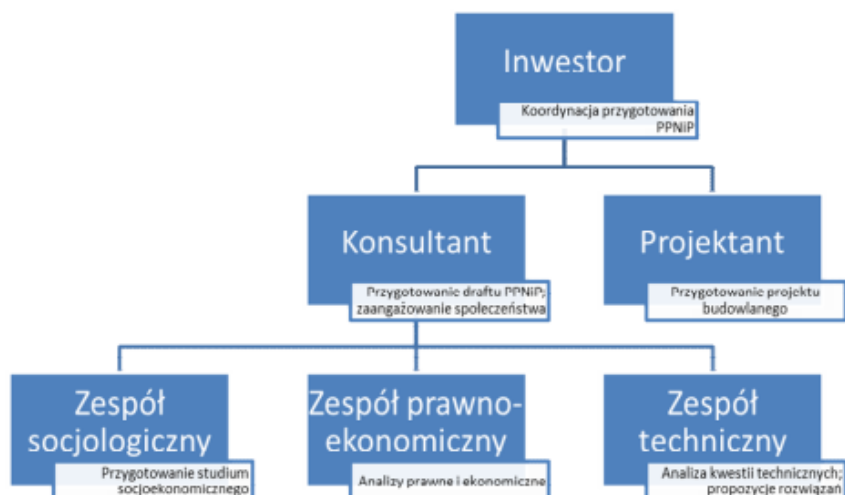 Inwestor
Koordynacja przygotowania
PPNiP
Konsultant
Przygotowanie draftu PPNiP;
zaangażowanie społeczeństwa
Projektant
Przygotowanie projektu
budowlanego
Zespół
socjologiczny
Przygotowanie studium
socjoekonomicznego
Zespół prawno-
ekonomiczny
Analizy prawne i ekonomiczne
Zespół
techniczny
Analiza kwestii technicznych;
propozycje rozwiązań